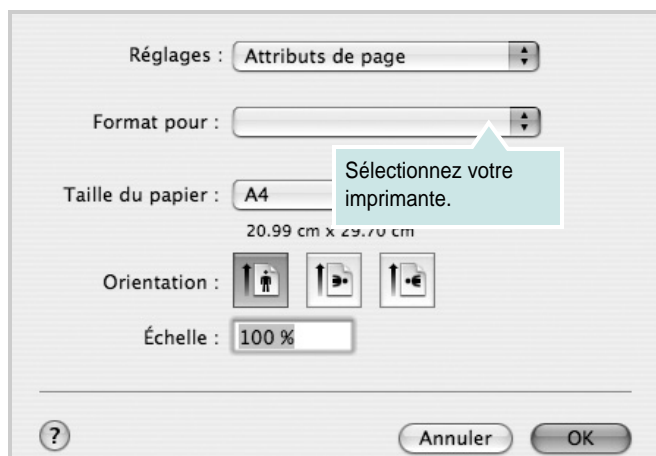 Réglages : Attributs de page
Format pour :
Sélectionnez votre
imprimante.
Taille du papier : A4
20.99 cm x 29.70 cm
Orientation :
Échelle : 100 %
? Annuler OK